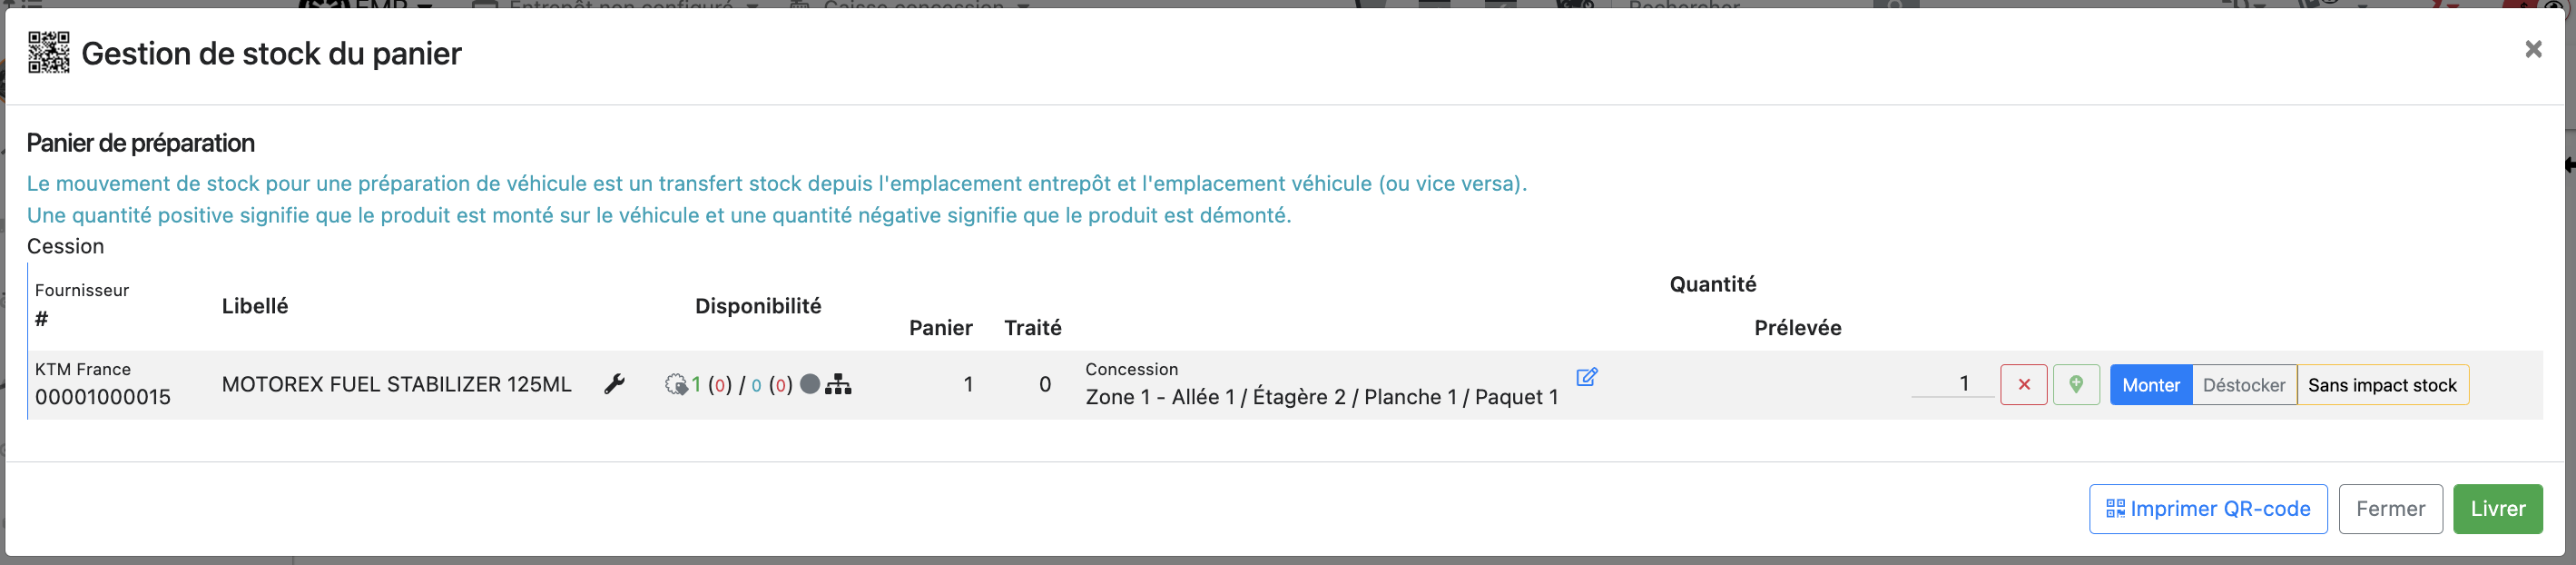 Gestion de stock du panier
×
Panier de préparation
Le mouvement de stock pour une préparation de véhicule est un transfert stock depuis l'emplacement entrepôt et l'emplacement véhicule (ou vice versa).
Une quantité positive signifie que le produit est monté sur le véhicule et une quantité négative signifie que le produit est démonté.
Cession
Fournisseur
#
Libellé
Disponibilité
Quantité
Panier
Traité
Prélevée
KTM France
00001000015
MOTOREX FUEL STABILIZER 125ML
1 (0) / 0 (0)
1
0
Concession
Zone 1 - Allée 1 / Étagère 2 / Planche 1 / Paquet 1
1
Monter
Déstocker
Sans impact stock
Imprimer QR-code
Fermer
Livrer